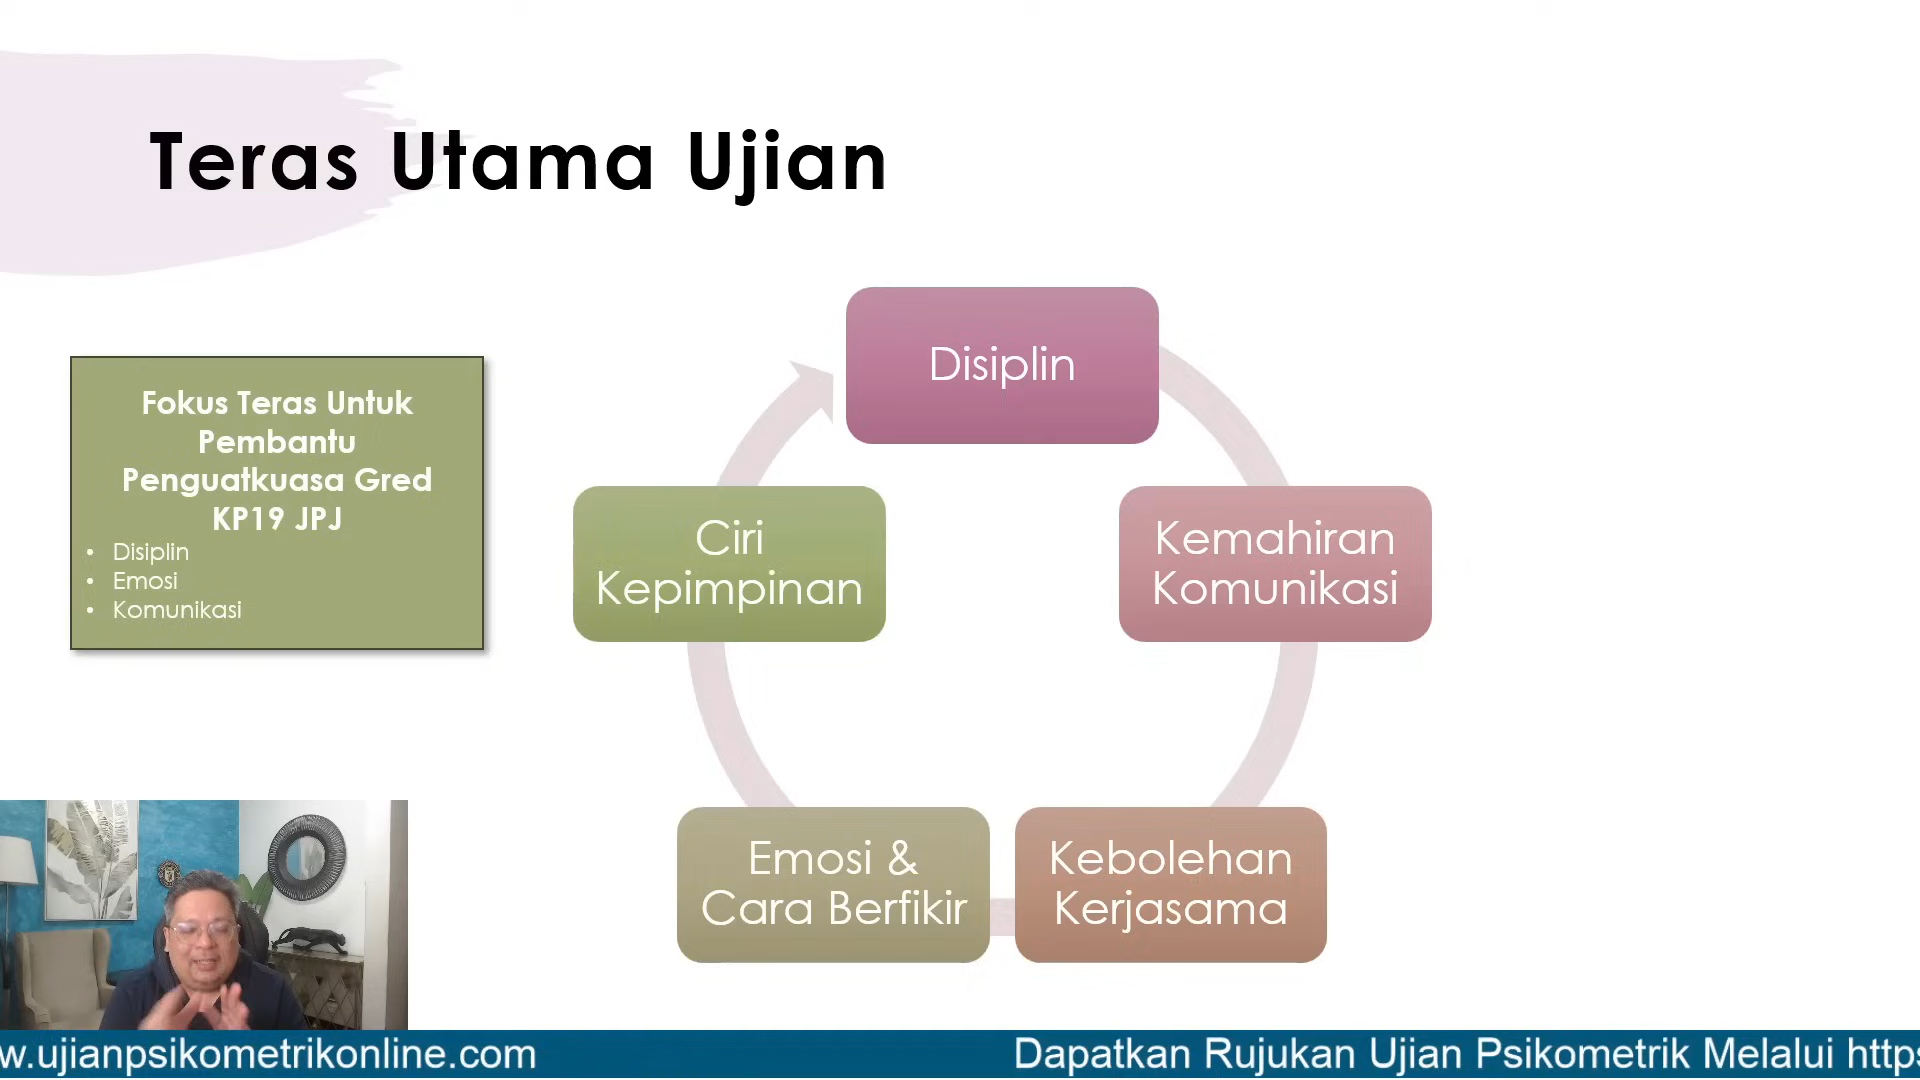 Teras Utama Ujian
Fokus Teras Untuk
Pembantu
Penguatkuasa Gred
KP19 JPJ
• Disiplin
• Emosi
• Komunikasi
Disiplin
Kemahiran
Komunikasi
Kebolehan
Kerjasama
Emosi &
Cara Berfikir
Ciri
Kepimpinan
w.ujianpsikometrikonline.com
Dapatkan Rujukan Ujian Psikometrik Melalui https